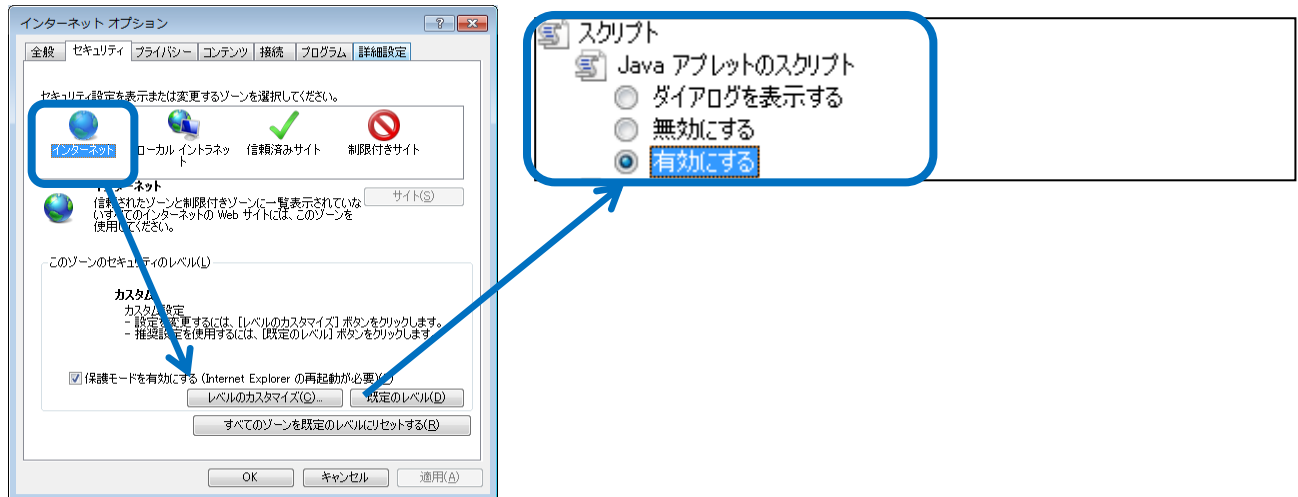 インターネット オプション
全般 セキュリティ プライバシー コンテンツ 接続 プログラム 詳細設定
セキュリティ設定を表示または変更するゾーンを選択してください。
インターネット
ーカル イントラネッ
ト
信頼済みサイト
制限付きサイト
ネット
サイト(S)
信頼されたゾーンと制限付きゾーンに一覧表示されていな
いすべてのインターネットの Web サイトには、このゾーンを
使用してください。
このゾーンのセキュリティのレベル(L)
カスタム
カスタム設定
- 設定を変更するには、[レベルのカスタマイズ] ボタンをクリックします。
- 推奨設定を使用するには、[既定のレベル] ボタンをクリックします
保護モードを有効にする (Internet Explorer の再起動が必要)
レベルのカスタマイズ(C)... 既定のレベル(D)
すべてのゾーンを既定のレベルにリセットする(R)
OK キャンセル 適用(A)
スクリプト
Java アプレットのスクリプト
ダイアログを表示する
無効にする
有効にする